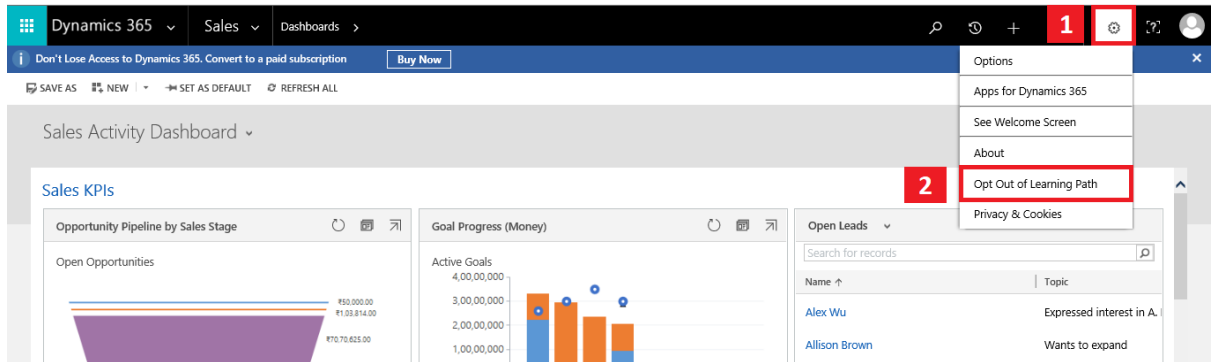 Dynamics 365 Sales Dashboards 1
Don't Lose Access to Dynamics 365. Convert to a paid subscription Buy Now
Options
SAVE AS NEW SET AS DEFAULT REFRESH ALL
Apps for Dynamics 365
See Welcome Screen
Sales Activity Dashboard
About
2 Opt Out of Learning Path
Sales KPIs
Privacy & Cookies
Opportunity Pipeline by Sales Stage
Goal Progress (Money)
Open Leads
Open Opportunities
Active Goals
Search for records
4,00,00,000
3,00,00,000
2,00,00,000
1,00,00,000
₹50,000.00
₹1,03,814.00
₹70,70,625.00
Name Topic
Alex Wu Expressed interest in A.
Allison Brown Wants to expand